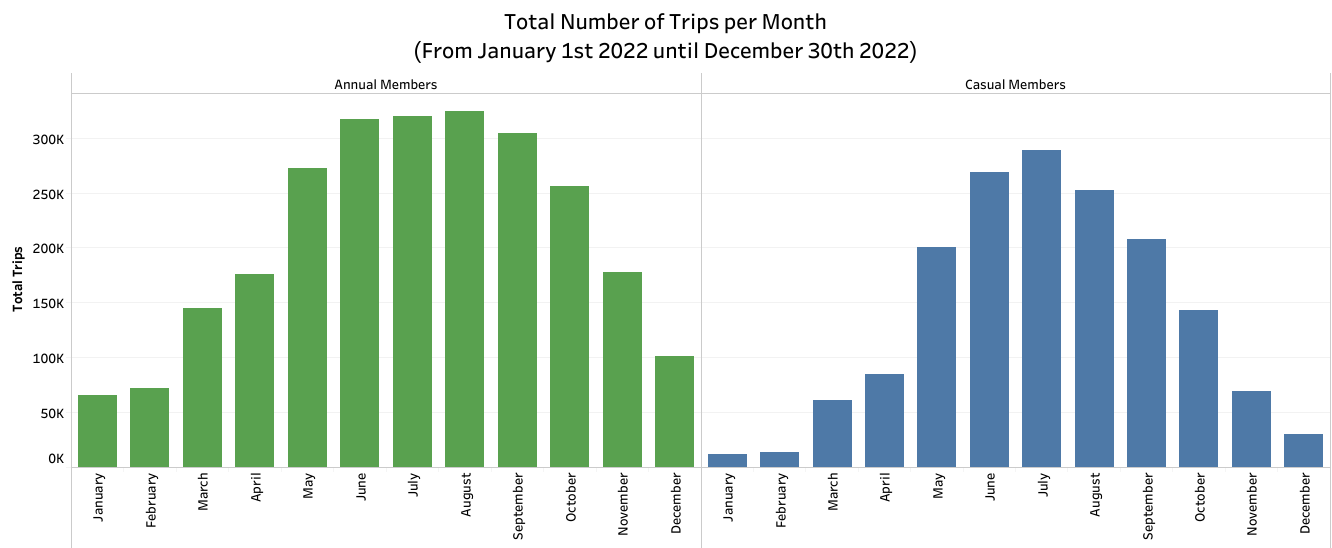 Total Number of Trips per Month
(From January 1st 2022 until December 30th 2022)
Annual Members
Casual Members
Total Trips
300K
250K
200K
150K
100K
50K
0K
January
February
March
April
May
June
July
August
September
October
November
December
January
February
March
April
May
June
July
August
September
October
November
December